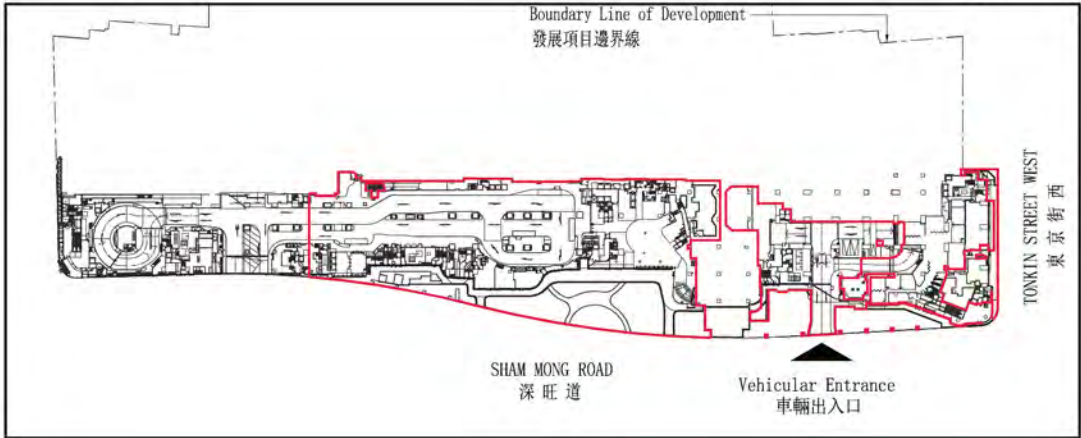 Boundary Line of Development
發展項目邊界線
TONKIN STREET WEST
東京街西
SHAM MONG ROAD
深旺道
Vehicular Entrance
車輛出入口